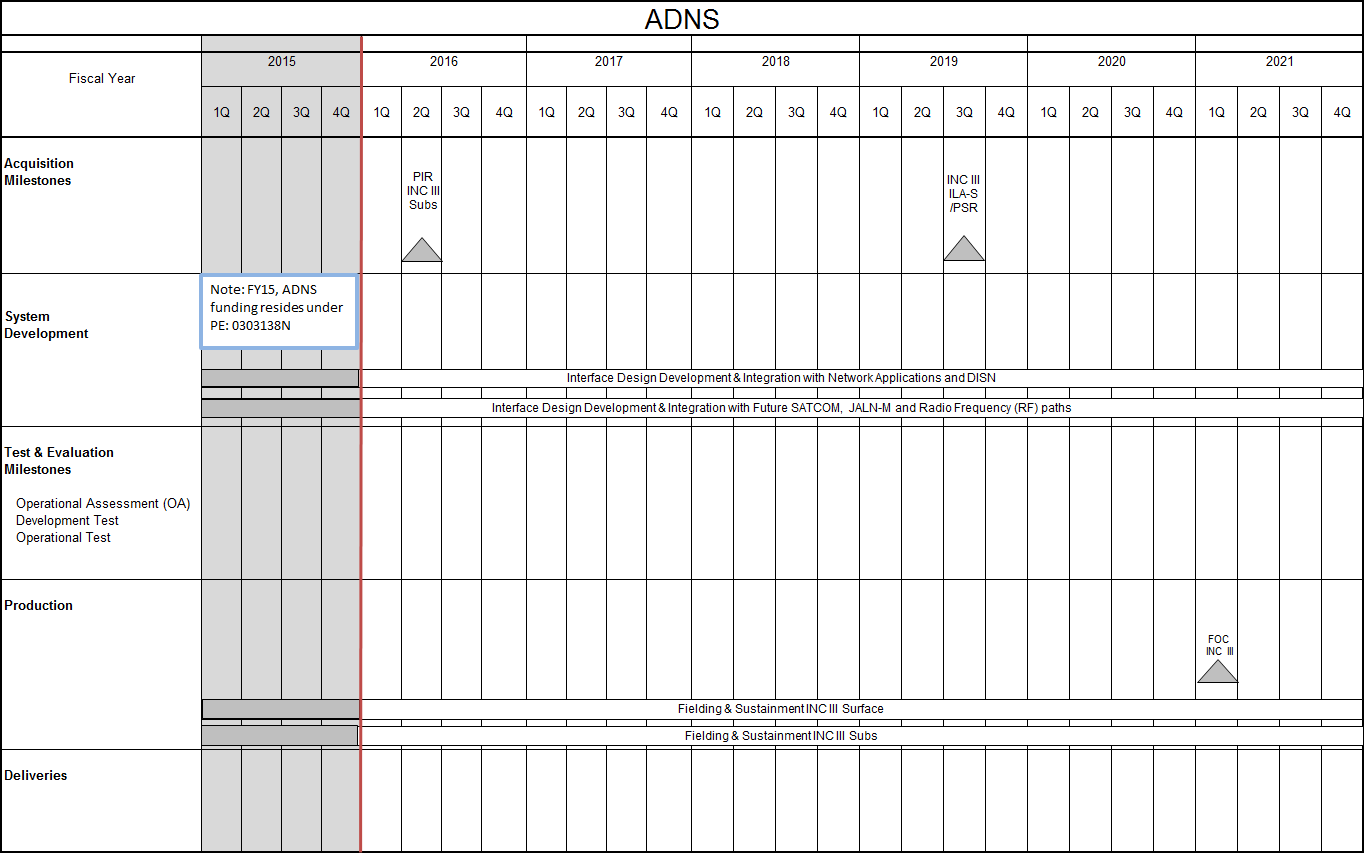 ADNS
Fiscal Year
2015 2016 2017 2018 2019 2020 2021
1Q 2Q 3Q 4Q 1Q 2Q 3Q 4Q 1Q 2Q 3Q 4Q 1Q 2Q 3Q 4Q 1Q 2Q 3Q 4Q 1Q 2Q 3Q 4Q 1Q 2Q 3Q 4Q
Acquisition
Milestones
PIR
INC III
Subs
INC III
ILA-S
/PSR
System
Development
Note: FY15, ADNS
funding resides under
PE: 0303138N
Interface Design Development & Integration with Network Applications and DISN
Interface Design Development & Integration with Future SATCOM, JALN-M and Radio Frequency (RF) paths
Test & Evaluation
Milestones
Operational Assessment (OA)
Development Test
Operational Test
Production
FOC
INC III
Fielding & Sustainment INC III Surface
Fielding & Sustainment INC III Subs
Deliveries